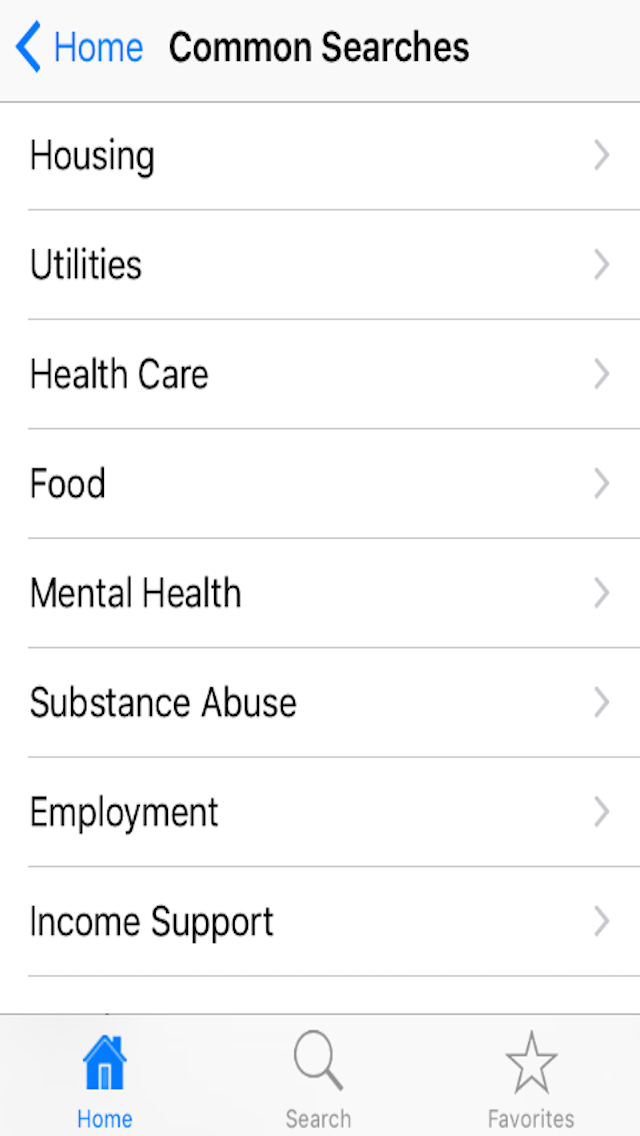 Home Common Searches
Housing
Utilities
Health Care
Food
Mental Health
Substance Abuse
Employment
Income Support
Home Search Favorites